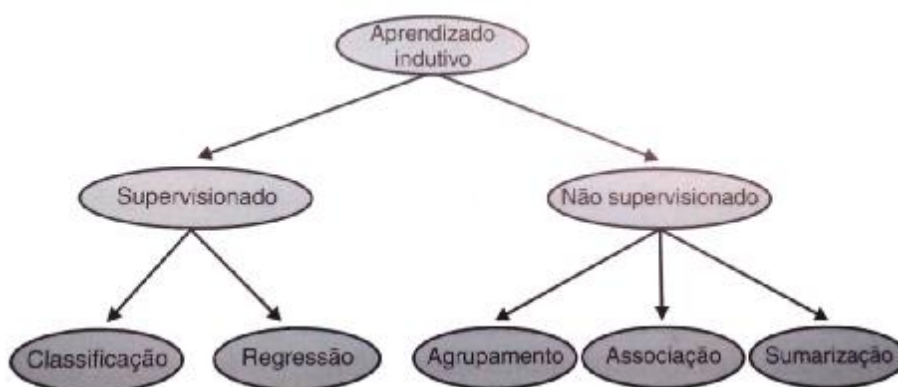 Aprendizado
indutivo
Supervisionado
Não supervisionado
Classificação
Regressão
Agrupamento
Associação
Sumarização